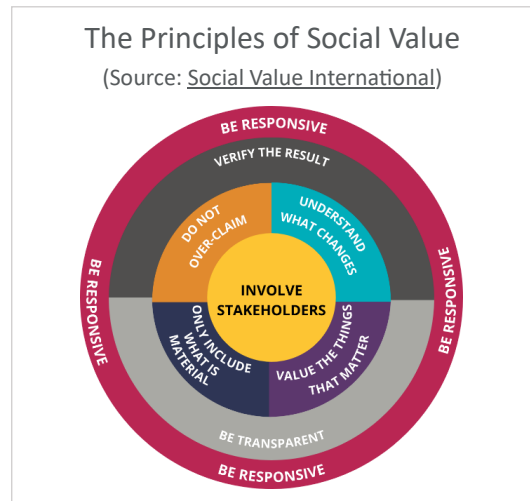 The Principles of Social Value
(Source: Social Value International)
BE RESPONSIVE
VERIFY THE RESULT
DO NOT
OVER-CLAIM
UNDERSTAND
WHAT CHANGES
BE RESPONSIVE
INVOLVE
STAKEHOLDERS
BE RESPONSIVE
ONLY INCLUDE
WHAT IS
MATERIAL
VALUE THE THINGS
THAT MATTER
BE TRANSPARENT
BE RESPONSIVE